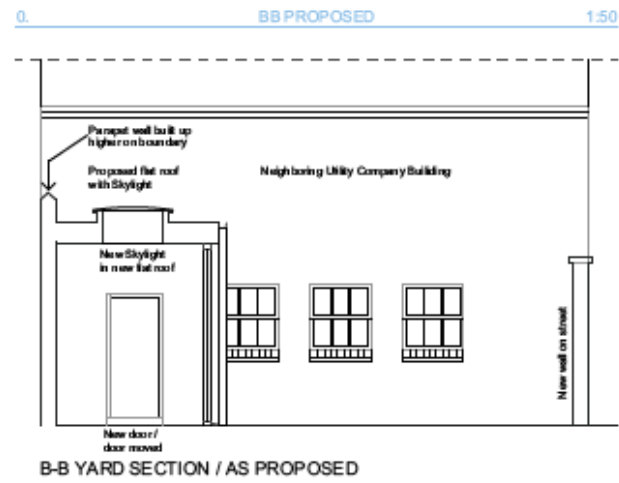 0. BB PROPOSED 1:50
Parapet wall built up
higher on boundary
Proposed flat roof
with Skylight
Neighboring Utility Company Building
New Skylight
in new flat roof
New wall on street
New door /
door moved
B-B YARD SECTION / AS PROPOSED